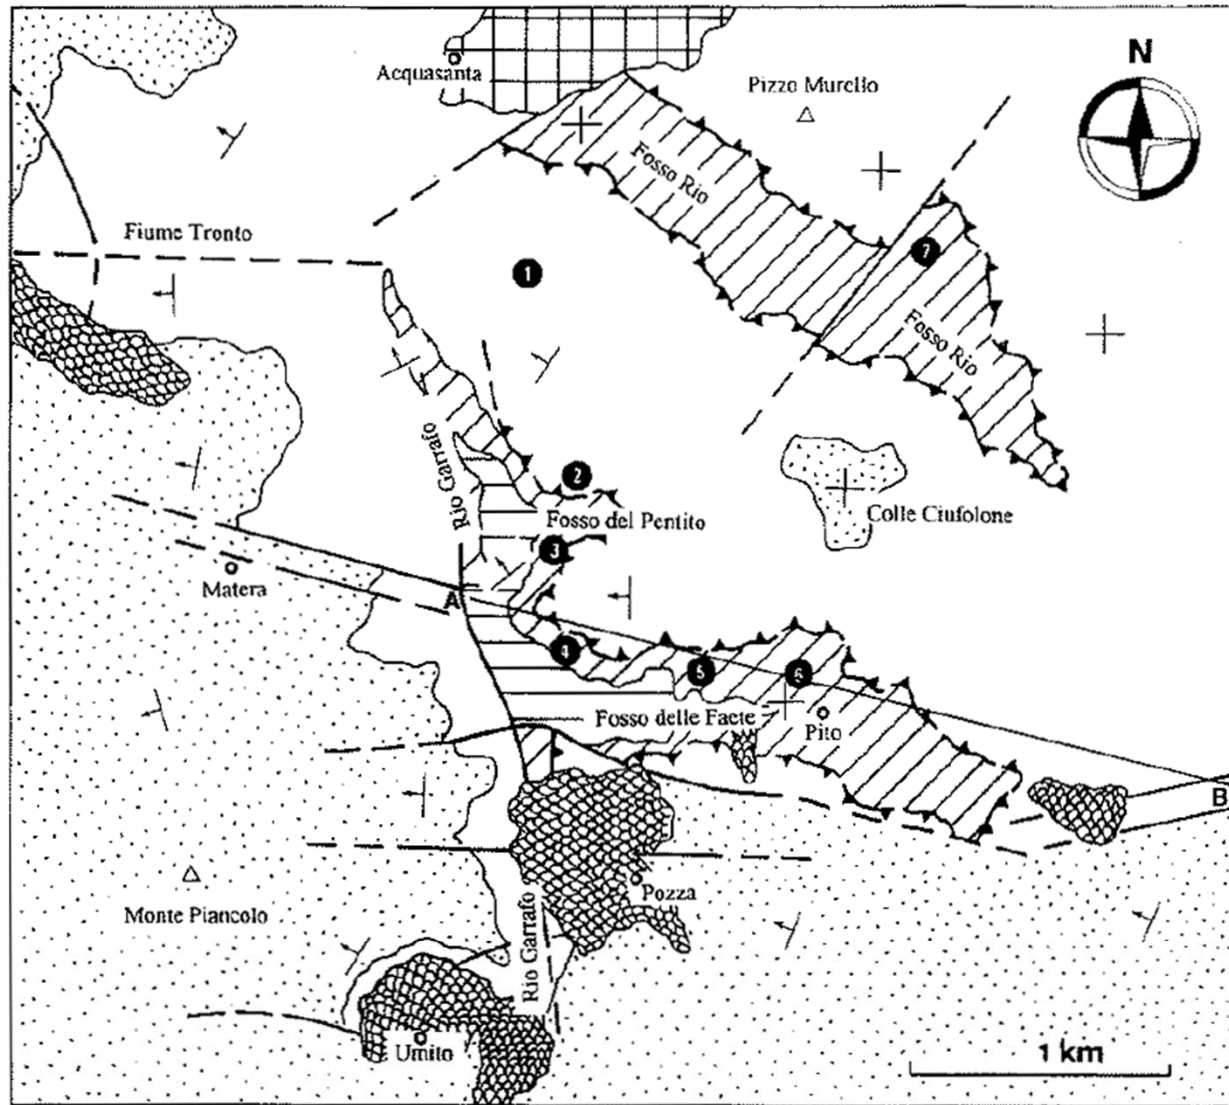 N
Acquasanta
Pizzo Murello
Fosso Rio
Fiume Tronto
7
1
Fosso Rio
Rio Garrafo
2
Colle Ciufolone
Fosso del Pentito
3
Matera
A
4
5
6
Fosso delle Faete
Pito
B
Monte Piancolo
Pozza
Rio Garrafo
Umito
1 km